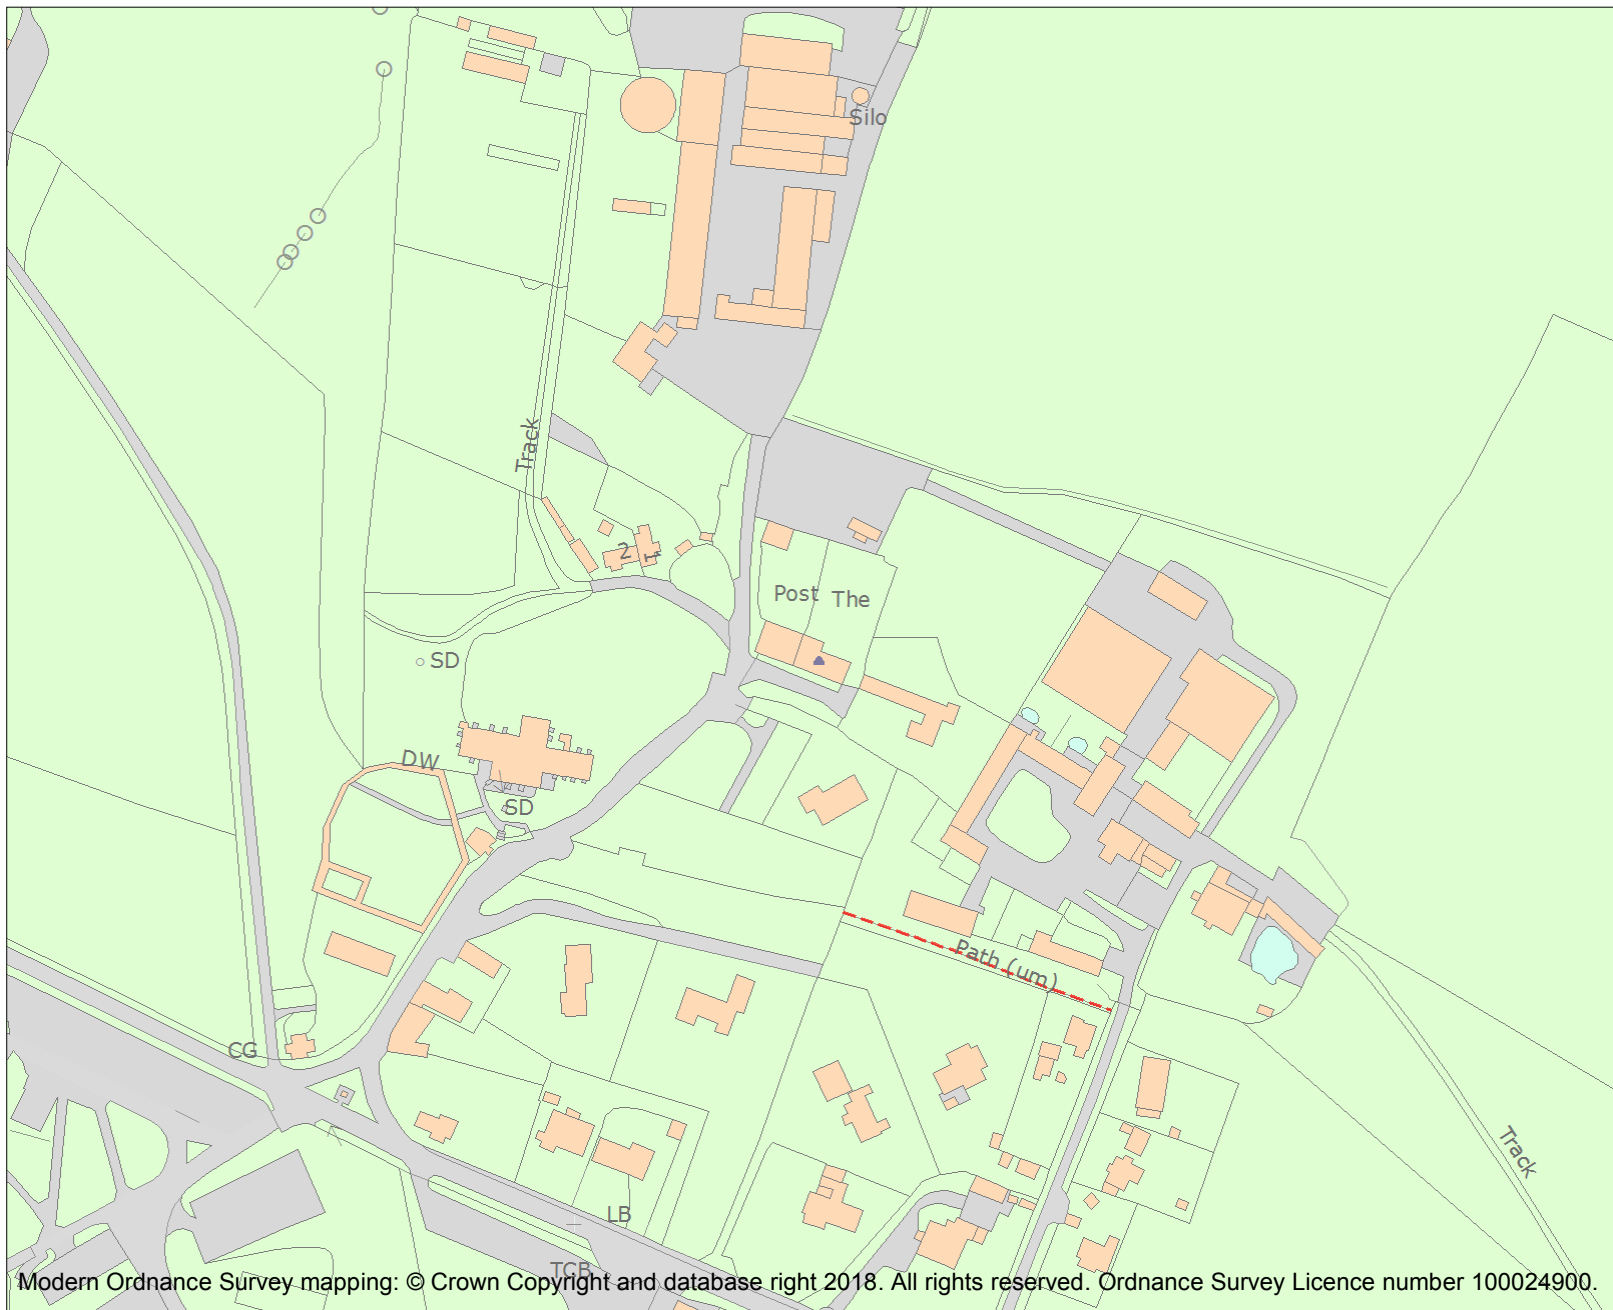 Silo
Track
2
1
Post
The
SD
DW
SD
Path (um)
CG
Track
LB
TCB
Modern Ordnance Survey mapping: © Crown Copyright and database right 2018. All rights reserved. Ordnance Survey Licence number 100024900.